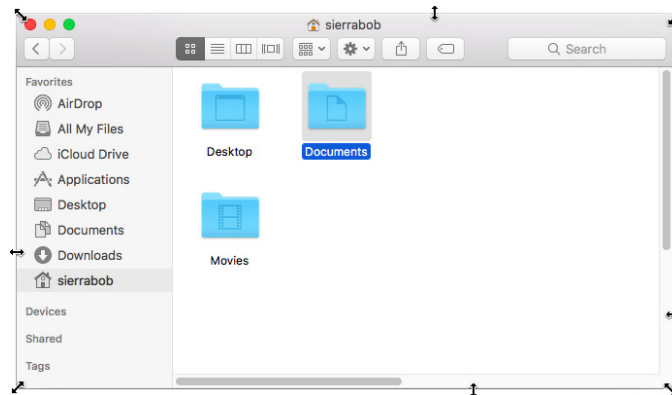 sierrabob
Search
Favorites
AirDrop
All My Files
iCloud Drive
Applications
Desktop
Documents
Downloads
sierrabob
Devices
Shared
Tags
Desktop
Documents
Movies